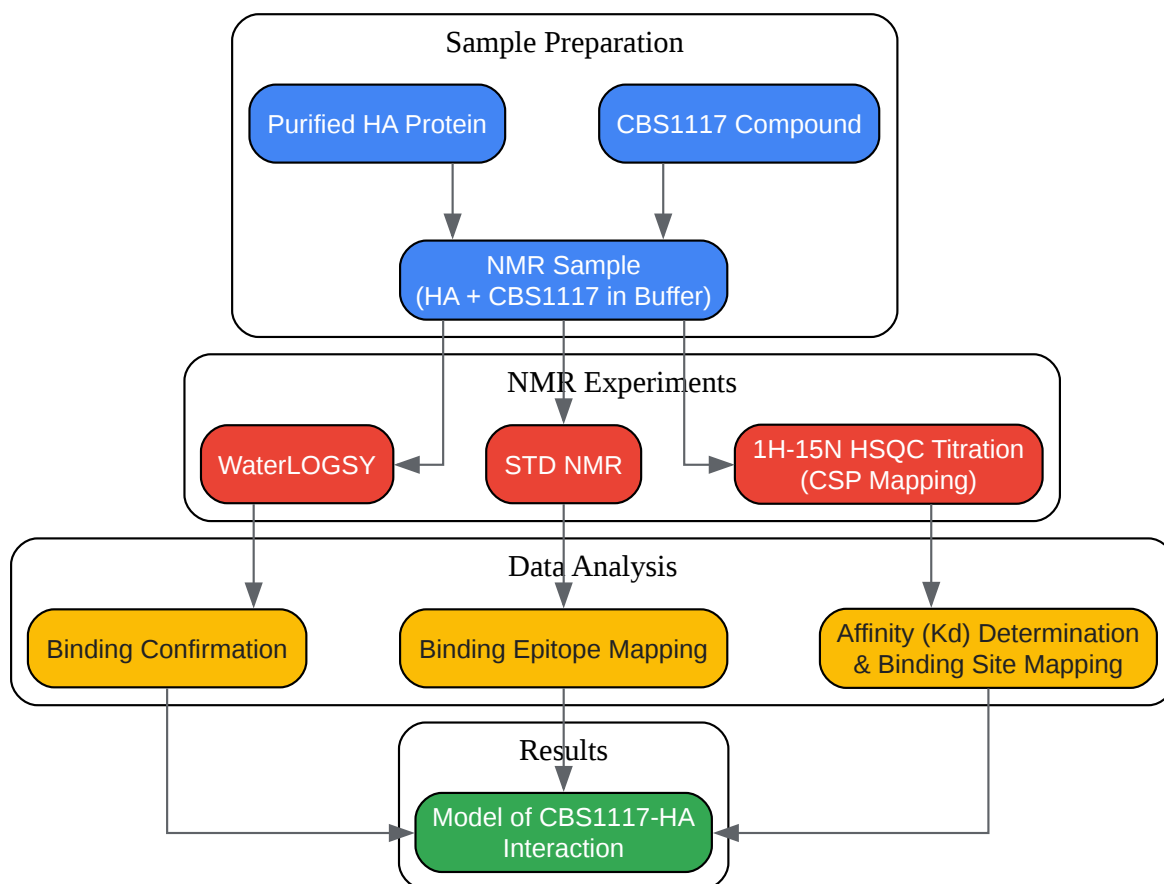 Sample Preparation
Purified HA Protein
CBS1117 Compound
NMR Sample
(HA + CBS1117 in Buffer)
NMR Experiments
WaterLOGSY
STD NMR
1H-15N HSQC Titration
(CSP Mapping)
Data Analysis
Binding Confirmation
Binding Epitope Mapping
Affinity (Kd) Determination
& Binding Site Mapping
Results
Model of CBS1117-HA
Interaction